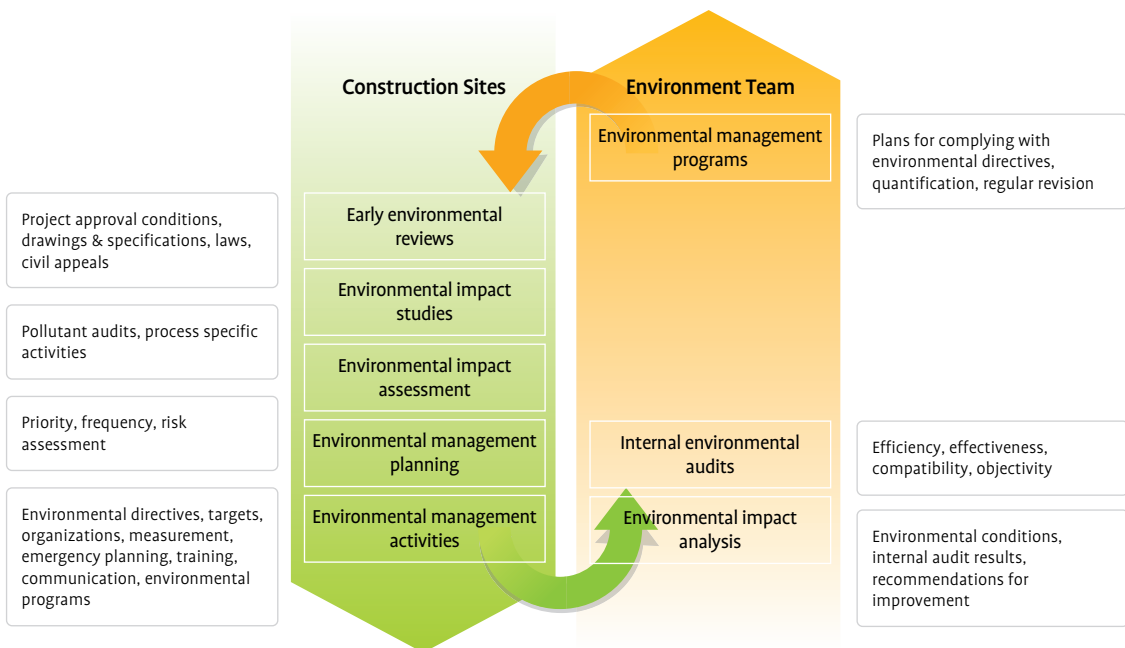 Construction Sites
Environment Team
Environmental management
programs
Plans for complying with
environmental directives,
quantification, regular revision
Project approval conditions,
drawings & specifications, laws,
civil appeals
Early environmental
reviews
Pollutant audits, process specific
activities
Environmental impact
studies
Environmental impact
assessment
Priority, frequency, risk
assessment
Environmental management
planning
Internal environmental
audits
Efficiency, effectiveness,
compatibility, objectivity
Environmental directives, targets,
organizations, measurement,
emergency planning, training,
communication, environmental
programs
Environmental management
activities
Environmental impact
analysis
Environmental conditions,
internal audit results,
recommendations for
improvement